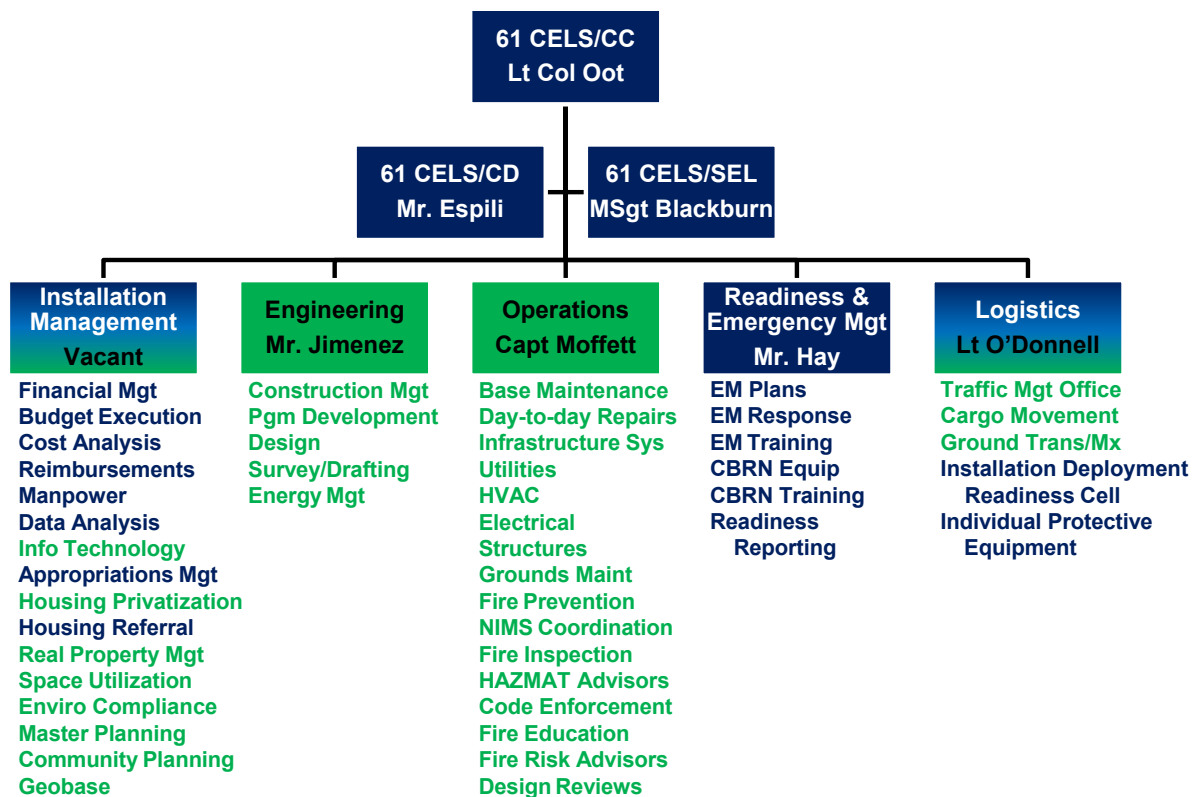 61 CELS/CC
Lt Col Oot
61 CELS/CD
Mr. Espili
61 CELS/SEL
MSgt Blackburn
Installation
Management
Vacant
Financial Mgt
Budget Execution
Cost Analysis
Reimbursements
Manpower
Data Analysis
Info Technology
Appropriations Mgt
Housing Privatization
Housing Referral
Real Property Mgt
Space Utilization
Enviro Compliance
Master Planning
Community Planning
Geobase
Engineering
Mr. Jimenez
Construction Mgt
Pgm Development
Design
Survey/Drafting
Energy Mgt
Operations
Capt Moffett
Base Maintenance
Day-to-day Repairs
Infrastructure Sys
Utilities
HVAC
Electrical
Structures
Grounds Maint
Fire Prevention
NIMS Coordination
Fire Inspection
HAZMAT Advisors
Code Enforcement
Fire Education
Fire Risk Advisors
Design Reviews
Readiness &
Emergency Mgt
Mr. Hay
EM Plans
EM Response
EM Training
CBRN Equip
CBRN Training
Readiness
Reporting
Logistics
Lt O’Donnell
Traffic Mgt Office
Cargo Movement
Ground Trans/Mx
Installation Deployment
Readiness Cell
Individual Protective
Equipment